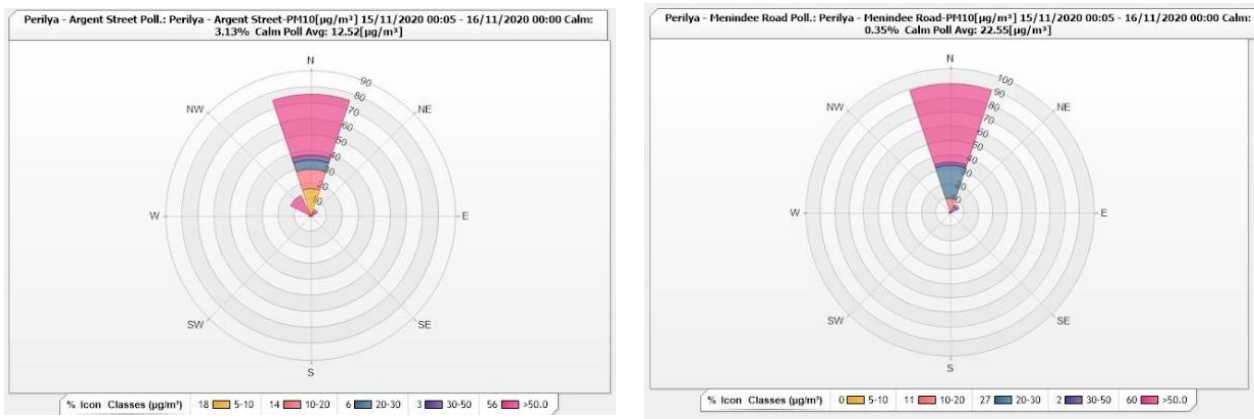 Perilya - Argent Street Poll.: Perilya - Argent Street-PM10[µg/m³] 15/11/2020 00:05 - 16/11/2020 00:00 Calm:
3.13% Calm Poll Avg: 12.52[µg/m³]
N
90
80
70
60
50
40
30
20
10
NW
NE
W
E
SW
SE
S
% Icon Classes (µg/m³) 18 5-10 14 10-20 6 20-30 3 30-50 56 >50.0
Perilya - Menindee Road Poll.: Perilya - Menindee Road-PM10[µg/m³] 15/11/2020 00:05 - 16/11/2020 00:00 Calm:
0.35% Calm Poll Avg: 22.55[µg/m³]
N
100
90
80
70
60
50
40
30
20
NW
NE
W
E
SW
SE
S
% Icon Classes (µg/m³) 0 5-10 11 10-20 27 20-30 2 30-50 60 >50.0